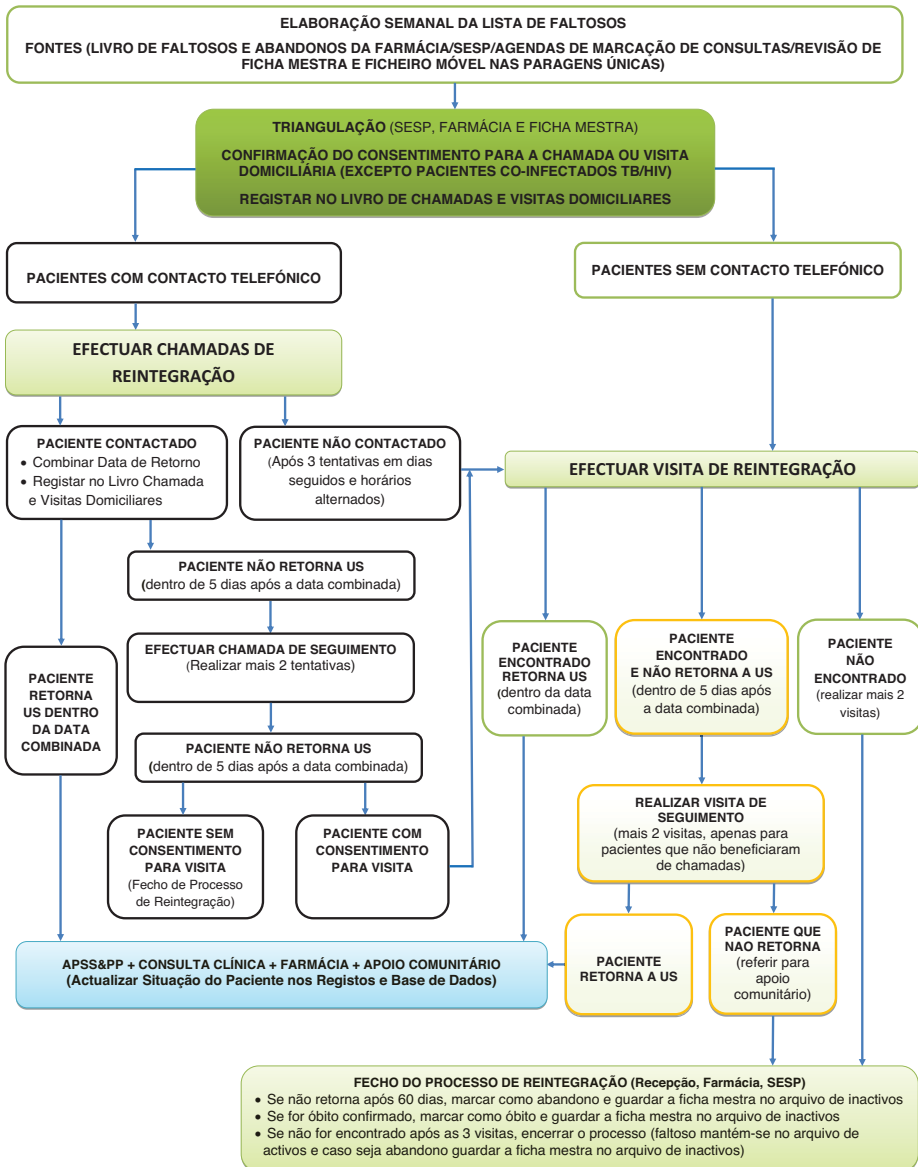 ELABORAÇÃO SEMANAL DA LISTA DE FALTOSOS
FONTES (LIVRO DE FALTOSOS E ABANDONOS DA FARMÁCIA/SESP/AGENDAS DE MARCAÇÃO DE CONSULTAS/REVISÃO DE
FICHA MESTRA E FICHEIRO MÓVEL NAS PARAGENS ÚNICAS)
TRIANGULAÇÃO (SESP, FARMÁCIA E FICHA MESTRA)
CONFIRMAÇÃO DO CONSENTIMENTO PARA A CHAMADA OU VISITA
DOMICILIÁRIA (EXCEPTO PACIENTES CO-INFECTADOS TB/HIV)
REGISTAR NO LIVRO DE CHAMADAS E VISITAS DOMICILIARES
PACIENTES COM CONTACTO TELEFÓNICO
PACIENTES SEM CONTACTO TELEFÓNICO
EFECTUAR CHAMADAS DE
REINTEGRAÇÃO
PACIENTE CONTACTADO
• Combinar Data de Retorno
• Registar no Livro Chamada
e Visitas Domiciliares
PACIENTE NÃO CONTACTADO
(Após 3 tentativas em dias
seguidos e horários
alternados)
EFECTUAR VISITA DE REINTEGRAÇÃO
PACIENTE NÃO RETORNA US
(dentro de 5 dias após a data combinada)
EFECTUAR CHAMADA DE SEGUIMENTO
(Realizar mais 2 tentativas)
PACIENTE NÃO RETORNA US
(dentro de 5 dias após a data combinada)
PACIENTE
RETORNA
US DENTRO
DA DATA
COMBINADA
PACIENTE SEM
CONSENTIMENTO
PARA VISITA
(Fecho de Processo
de Reintegração)
PACIENTE COM
CONSENTIMENTO
PARA VISITA
PACIENTE
ENCONTRADO
RETORNA US
(dentro da data
combinada)
PACIENTE
ENCONTRADO
E NÃO RETORNA A US
(dentro de 5 dias após
a data combinada)
PACIENTE
NÃO
ENCONTRADO
(realizar mais 2
visitas)
REALIZAR VISITA DE
SEGUIMENTO
(mais 2 visitas, apenas para
pacientes que não beneficiaram
de chamadas)
PACIENTE
RETORNA A US
PACIENTE QUE
NAO RETORNA
(referir para
apoio
comunitário)
APSS&PP + CONSULTA CLÍNICA + FARMÁCIA + APOIO COMUNITÁRIO
(Actualizar Situação do Paciente nos Registos e Base de Dados)
FECHO DO PROCESSO DE REINTEGRAÇÃO (Recepção, Farmácia, SESP)
• Se não retorna após 60 dias, marcar como abandono e guardar a ficha mestra no arquivo de inactivos
• Se for óbito confirmado, marcar como óbito e guardar a ficha mestra no arquivo de inactivos
• Se não for encontrado após as 3 visitas, encerrar o processo (faltoso mantém-se no arquivo de
activos e caso seja abandono guardar a ficha mestra no arquivo de inactivos)